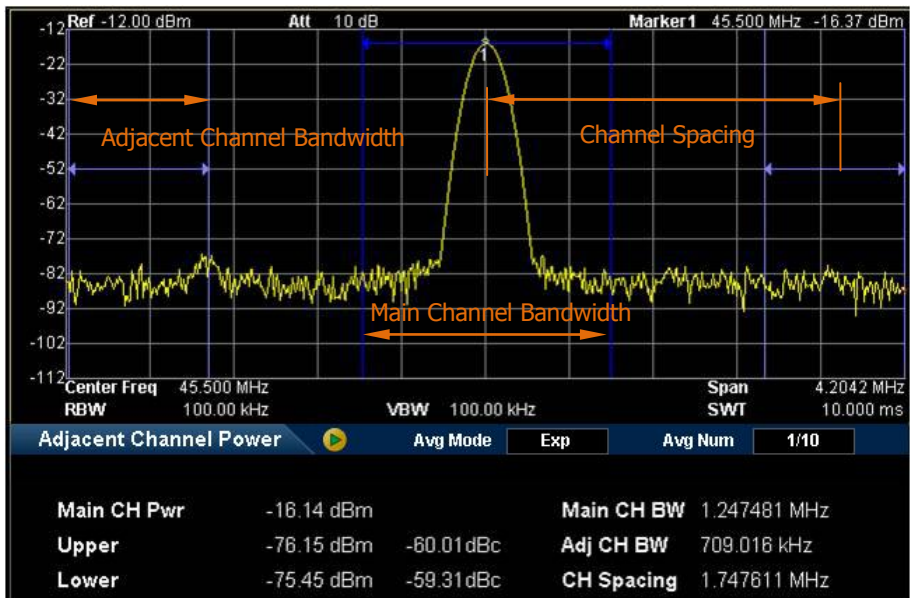 Ref -12.00 dBm Att 10 dB Marker1 45.500 MHz -16.37 dBm
-12
1
-22
-32
-42
Adjacent Channel Bandwidth Channel Spacing
-52
-62
-72
-82
-92
Main Channel Bandwidth
-102
-112
Center Freq 45.500 MHz Span 4.2042 MHz
RBW 100.00 kHz VBW 100.00 kHz SWT 10.000 ms
Adjacent Channel Power Avg Mode Exp Avg Num 1/10
Main CH Pwr -16.14 dBm Main CH BW 1.247481 MHz
Upper -76.15 dBm -60.01dBc Adj CH BW 709.016 kHz
Lower -75.45 dBm -59.31dBc CH Spacing 1.747611 MHz